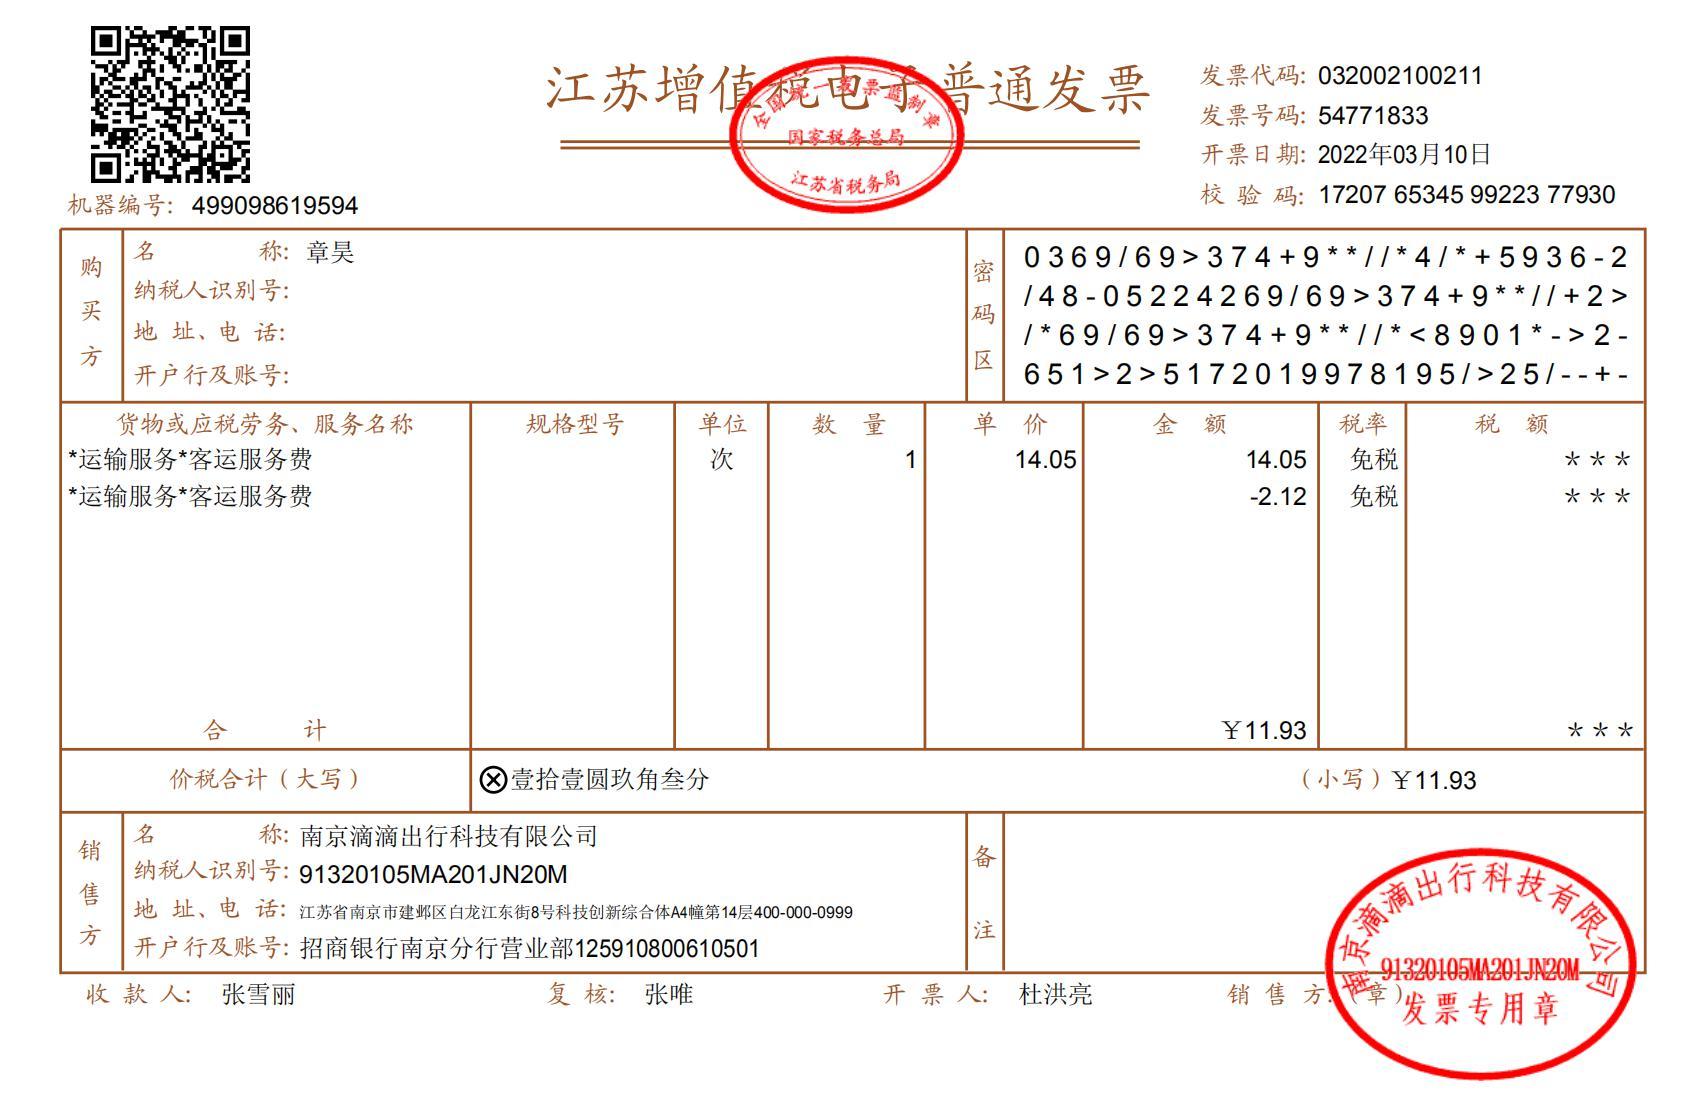 江苏增值税电子普通发票
全国统一发票监制章
国家税务总局
江苏省税务局
发票代码: 032002100211
发票号码: 54771833
开票日期: 2022年03月10日
校 验 码: 17207 65345 99223 77930
机器编号: 499098619594
购买方
名 称: 章昊
纳税人识别号:
地 址、电 话:
开户行及账号:
密码区
0369/69>374+9**//*4/*+5936-2
/48-05224269/69>374+9**//+2>
/*69/69>374+9**//*<8901*->2-
651>2>5172019978195/>25/--+-
货物或应税劳务、服务名称 规格型号 单位 数 量 单 价 金 额 税率 税 额
*运输服务*客运服务费 次 1 14.05 14.05 免税 ***
*运输服务*客运服务费 -2.12 免税 ***
合 计 ￥11.93 ***
价税合计（大写） ⊗壹拾壹圆玖角叁分 （小写）￥11.93
销售方
名 称: 南京滴滴出行科技有限公司
纳税人识别号: 91320105MA201JN20M
地 址、电 话: 江苏省南京市建邺区白龙江东街8号科技创新综合体A4幢第14层400-000-0999
开户行及账号: 招商银行南京分行营业部125910800610501
备注
收 款 人: 张雪丽 复 核: 张唯 开 票 人: 杜洪亮 销 售 方:（章）
南京滴滴出行科技有限公司
91320105MA201JN20M
发票专用章